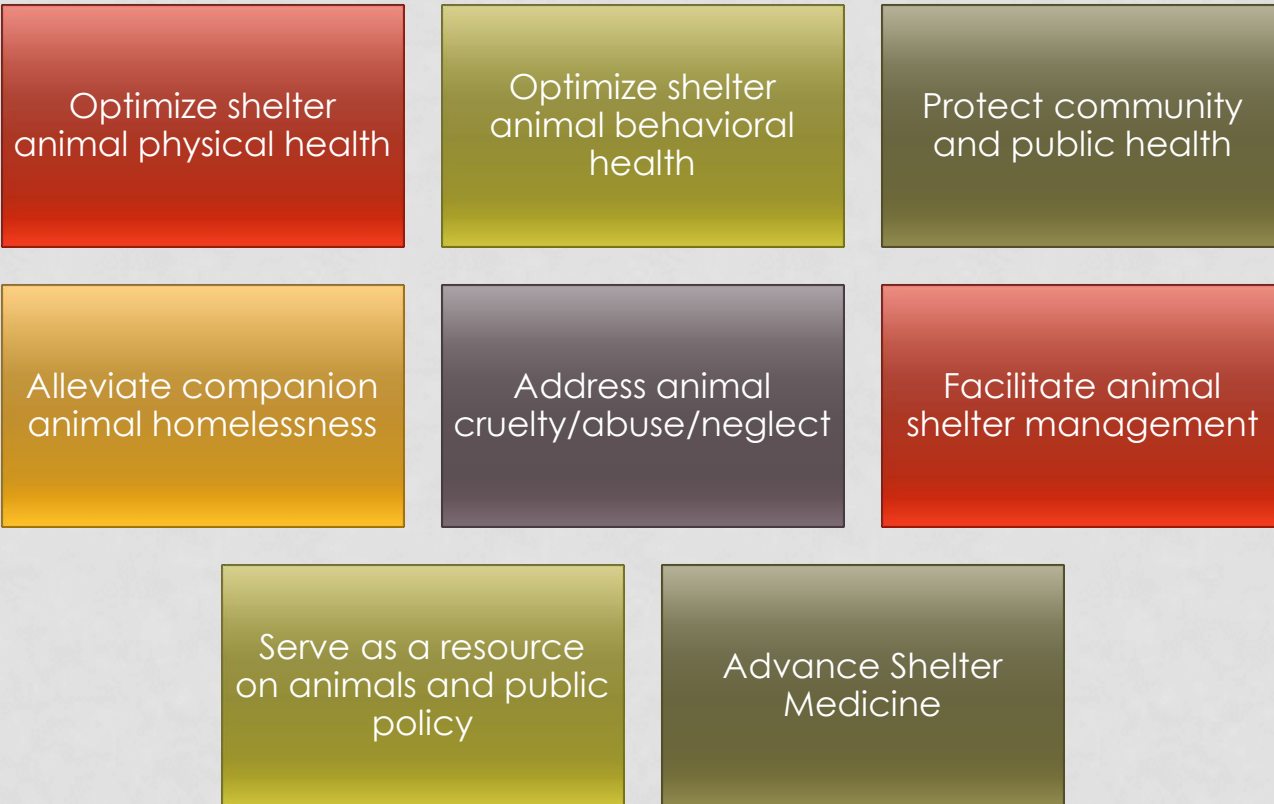 Optimize shelter
animal physical health
Optimize shelter
animal behavioral
health
Protect community
and public health
Alleviate companion
animal homelessness
Address animal
cruelty/abuse/neglect
Facilitate animal
shelter management
Serve as a resource
on animals and public
policy
Advance Shelter
Medicine